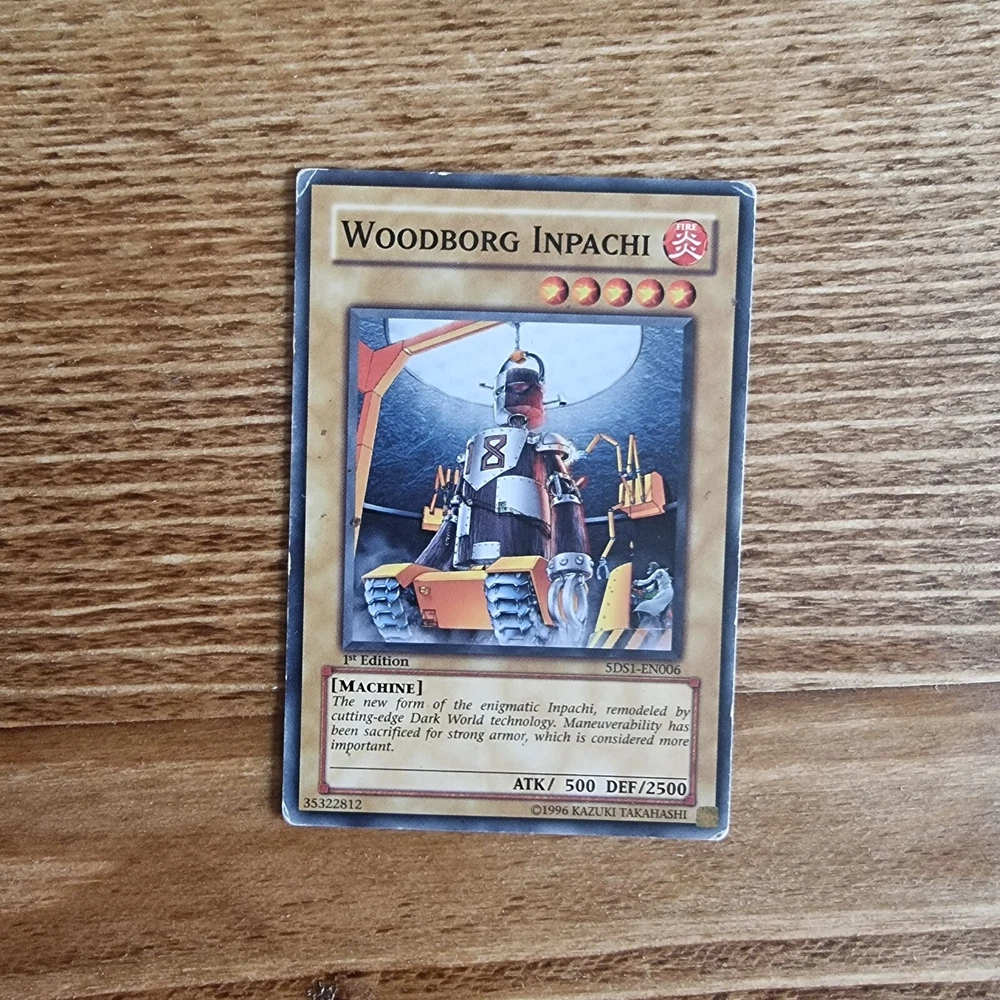 WOODBORG INPACHI
FIRE
炎
8
1st Edition
5DS1-EN006
[MACHINE]
The new form of the enigmatic Inpachi, remodeled by
cutting-edge Dark World technology. Maneuverability has
been sacrificed for strong armor, which is considered more
important.
ATK/ 500 DEF/2500
35322812
©1996 KAZUKI TAKAHASHI